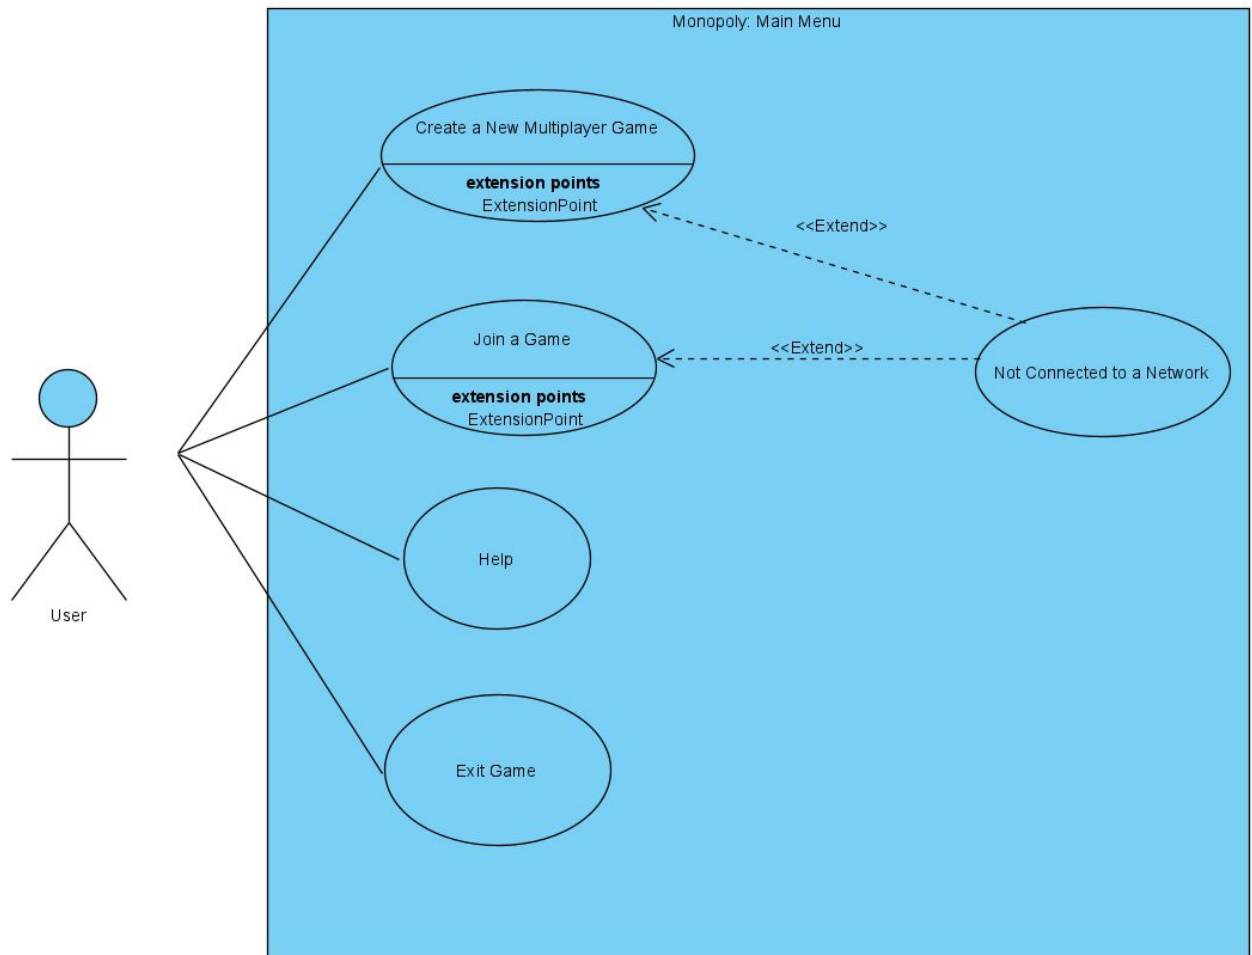 Monopoly: Main Menu
Create a New Multiplayer Game
extension points
ExtensionPoint
<<Extend>>
Join a Game
<<Extend>>
extension points
ExtensionPoint
Not Connected to a Network
Help
User
Exit Game